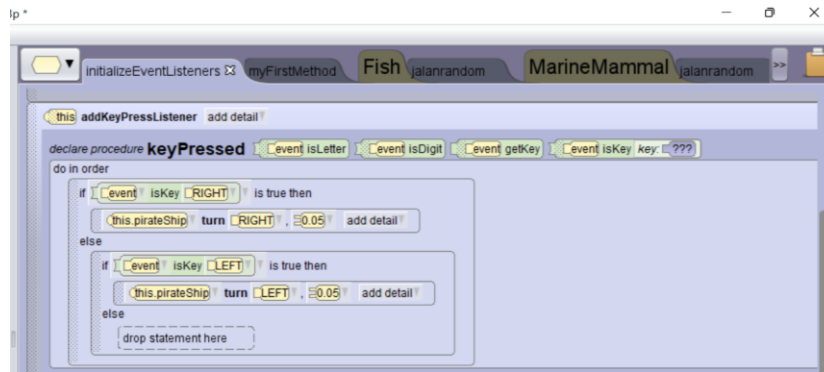 3p *
initializeEventListeners myFirstMethod Fish jalanrandom MarineMammal jalanrandom >>
this addKeyPressListener add detail
declare procedure keyPressed event isLetter event isDigit event getKey event isKey key: ???
do in order
if event isKey RIGHT is true then
this.pirateShip turn RIGHT , 0.05 add detail
else
if event isKey LEFT is true then
this.pirateShip turn LEFT , 0.05 add detail
else
drop statement here